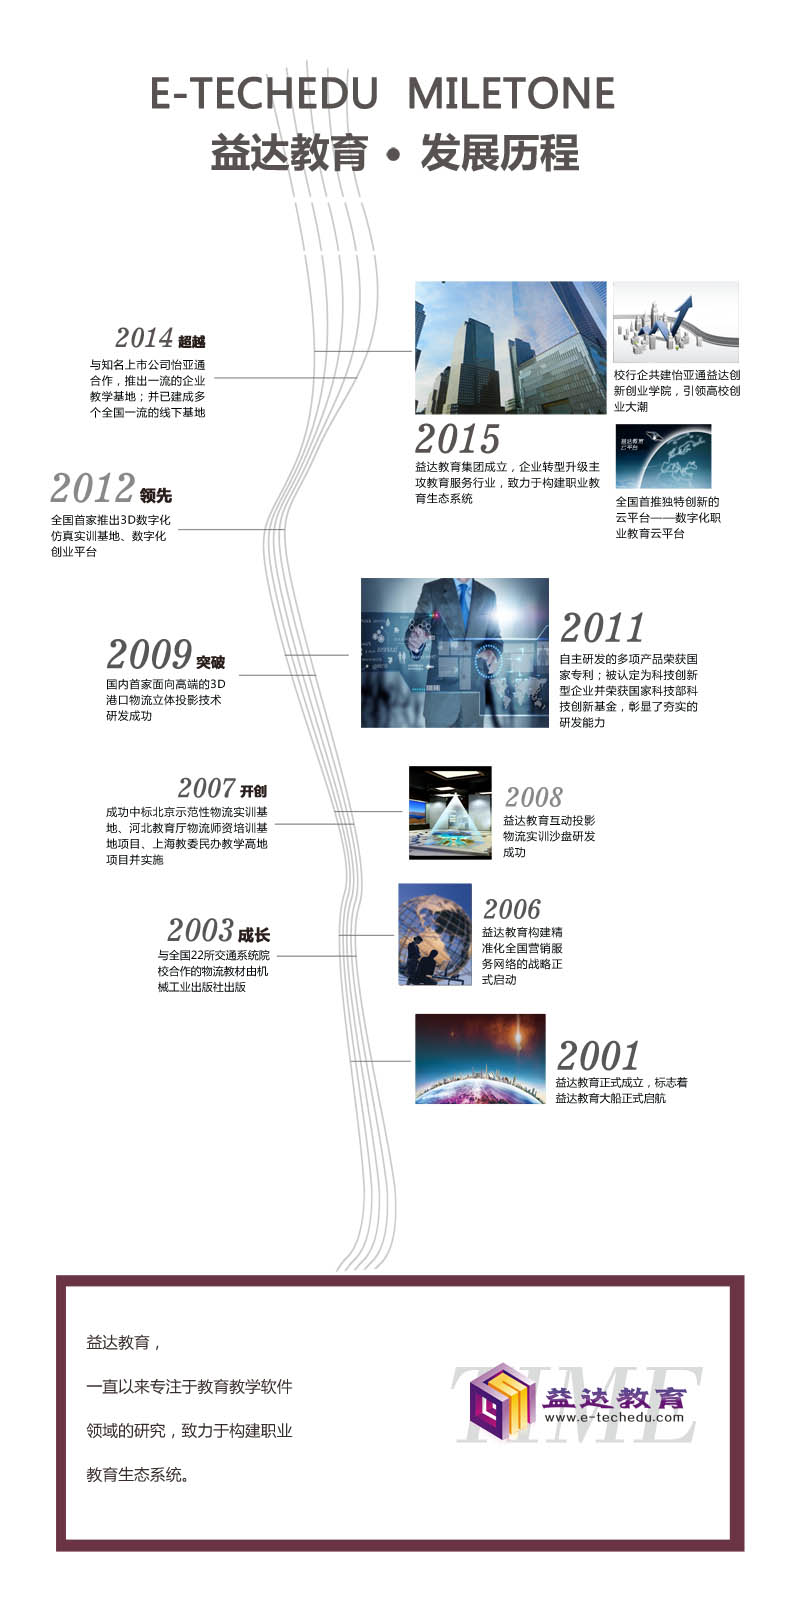 E-TECHEDU MILETONE
益达教育 • 发展历程
2014 超越
与知名上市公司怡亚通
合作，推出一流的企业
教学基地；并已建成多
个全国一流的线下基地
2015
益达教育集团成立，企业转型升级主
攻教育服务行业，致力于构建职业教
育生态系统
校行企共建怡亚通益达创
新创业学院，引领高校创
业大潮
益达教育
云平台
全国首推独特创新的
云平台——数字化职
业教育云平台
2012 领先
全国首家推出3D数字化
仿真实训基地、数字化
创业平台
2011
自主研发的多项产品荣获国
家专利；被认定为科技创新
型企业并荣获国家科技部科
技创新基金，彰显了夯实的
研发能力
2009 突破
国内首家面向高端的3D
港口物流立体投影技术
研发成功
2007 开创
成功中标北京示范性物流实训基
地、河北教育厅物流师资培训基
地项目、上海教委民办教学高地
项目并实施
2008
益达教育互动投影
物流实训沙盘研发
成功
2003 成长
与全国22所交通系统院
校合作的物流教材由机
械工业出版社出版
2006
益达教育构建精
准化全国营销服
务网络的战略正
式启动
2001
益达教育正式成立，标志着
益达教育大船正式启航
益达教育，
一直以来专注于教育教学软件
领域的研究，致力于构建职业
教育生态系统。
TIME
益达教育
www.e-techedu.com